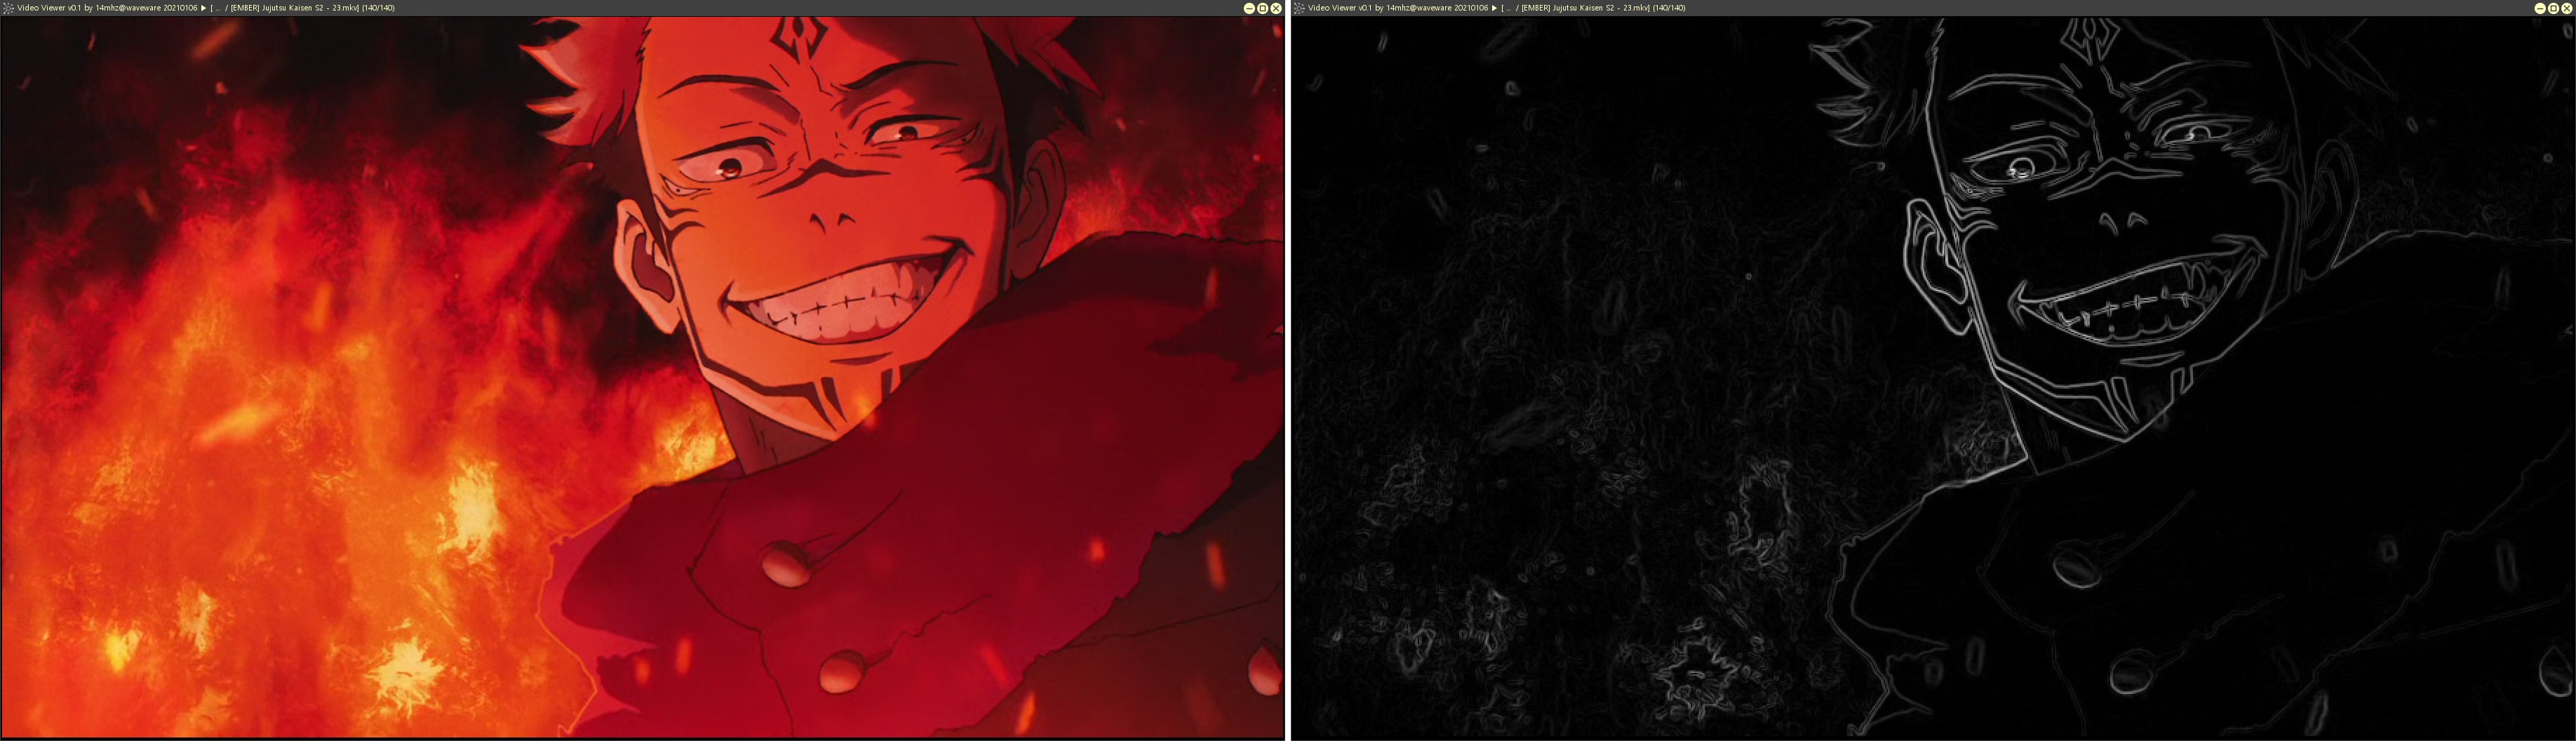 Video Viewer v0.1 by 14mhz@waveware 20210106 ▶ [ ... / [EMBER] Jujutsu Kaisen S2 - 23.mkv] (140/140)
Video Viewer v0.1 by 14mhz@waveware 20210106 ▶ [ ... / [EMBER] Jujutsu Kaisen S2 - 23.mkv] (140/140)